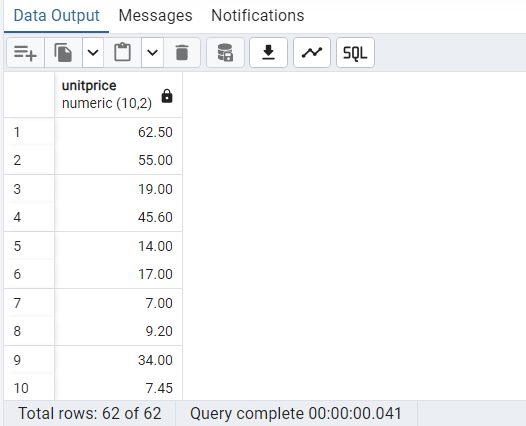 Data Output Messages Notifications
SQL
unitprice
numeric (10,2)
1 62.50
2 55.00
3 19.00
4 45.60
5 14.00
6 17.00
7 7.00
8 9.20
9 34.00
10 7.45
Total rows: 62 of 62 Query complete 00:00:00.041